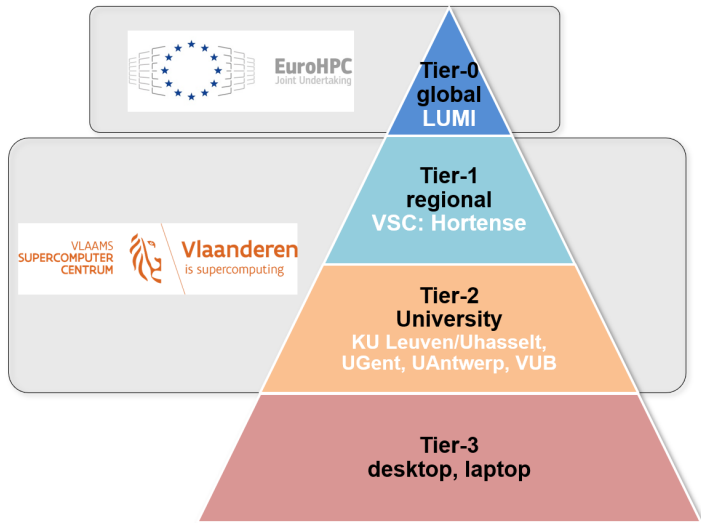 EuroHPC
Joint Undertaking
Tier-0
global
LUMI
Tier-1
regional
VSC: Hortense
VLAAMS
SUPERCOMPUTER
CENTRUM
Vlaanderen
is supercomputing
Tier-2
University
KU Leuven/Uhasselt,
UGent, UAntwerp, VUB
Tier-3
desktop, laptop